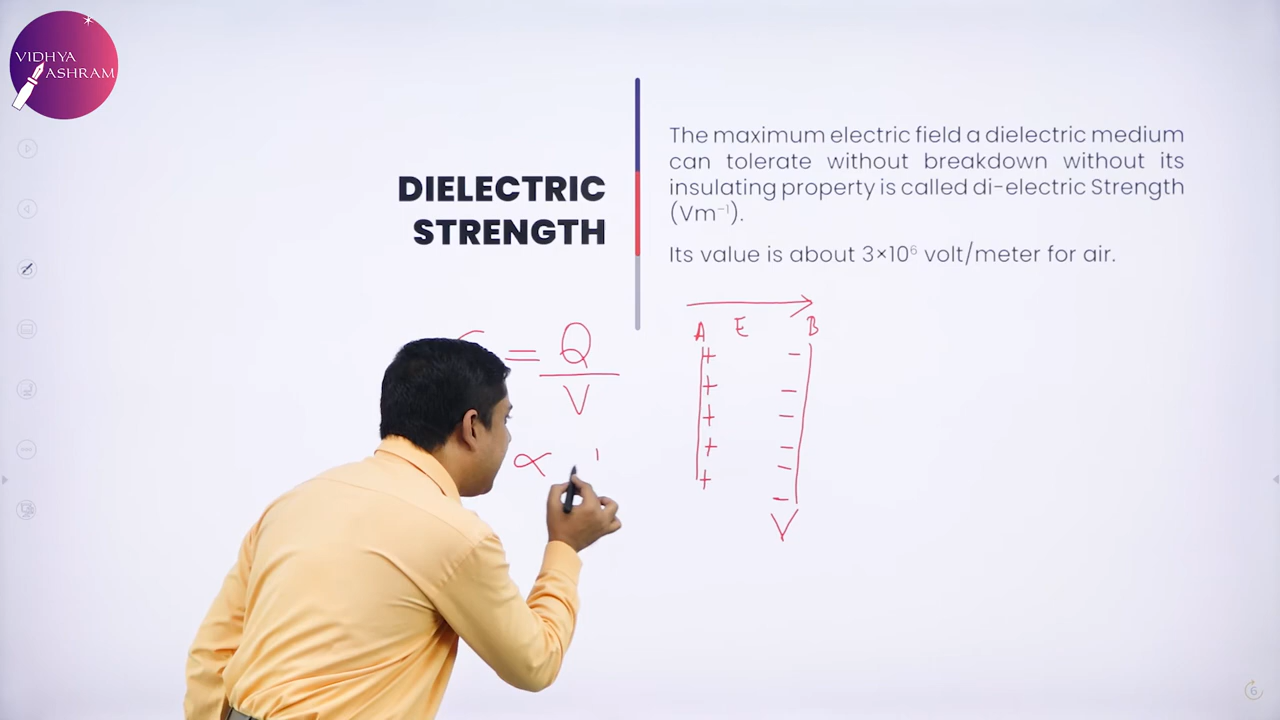 VIDHYA
ASHRAM
DIELECTRIC
STRENGTH
The maximum electric field a dielectric medium
can tolerate without breakdown without its
insulating property is called di-electric Strength
(Vm⁻¹).
Its value is about 3×10⁶ volt/meter for air.
= Q
V
∝
A E B
+ −
+ −
+ −
+ −
−
+
−
V
6